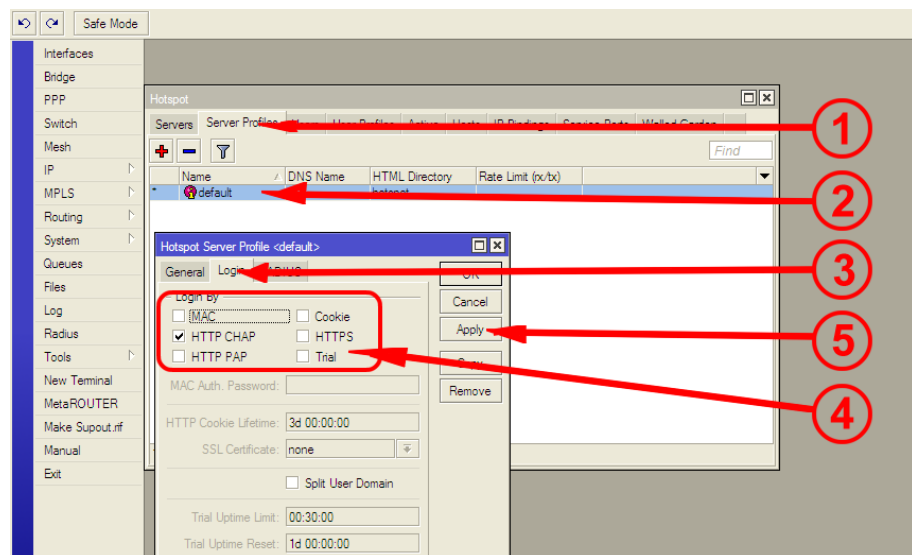 Safe Mode
Interfaces
Bridge
PPP
Switch
Mesh
IP
MPLS
Routing
System
Queues
Files
Log
Radius
Tools
New Terminal
MetaROUTER
Make Supout.rif
Manual
Exit
Hotspot
Servers Server Profiles
Find
Name DNS Name HTML Directory Rate Limit (rx/tx)
* default
Hotspot Server Profile <default>
General Login
Login By
MAC Cookie
HTTP CHAP HTTPS
HTTP PAP Trial
MAC Auth. Password:
HTTP Cookie Lifetime: 3d 00:00:00
SSL Certificate: none
Split User Domain
Trial Uptime Limit: 00:30:00
Trial Uptime Reset: 1d 00:00:00
Cancel
Apply
Remove
1
2
3
5
4